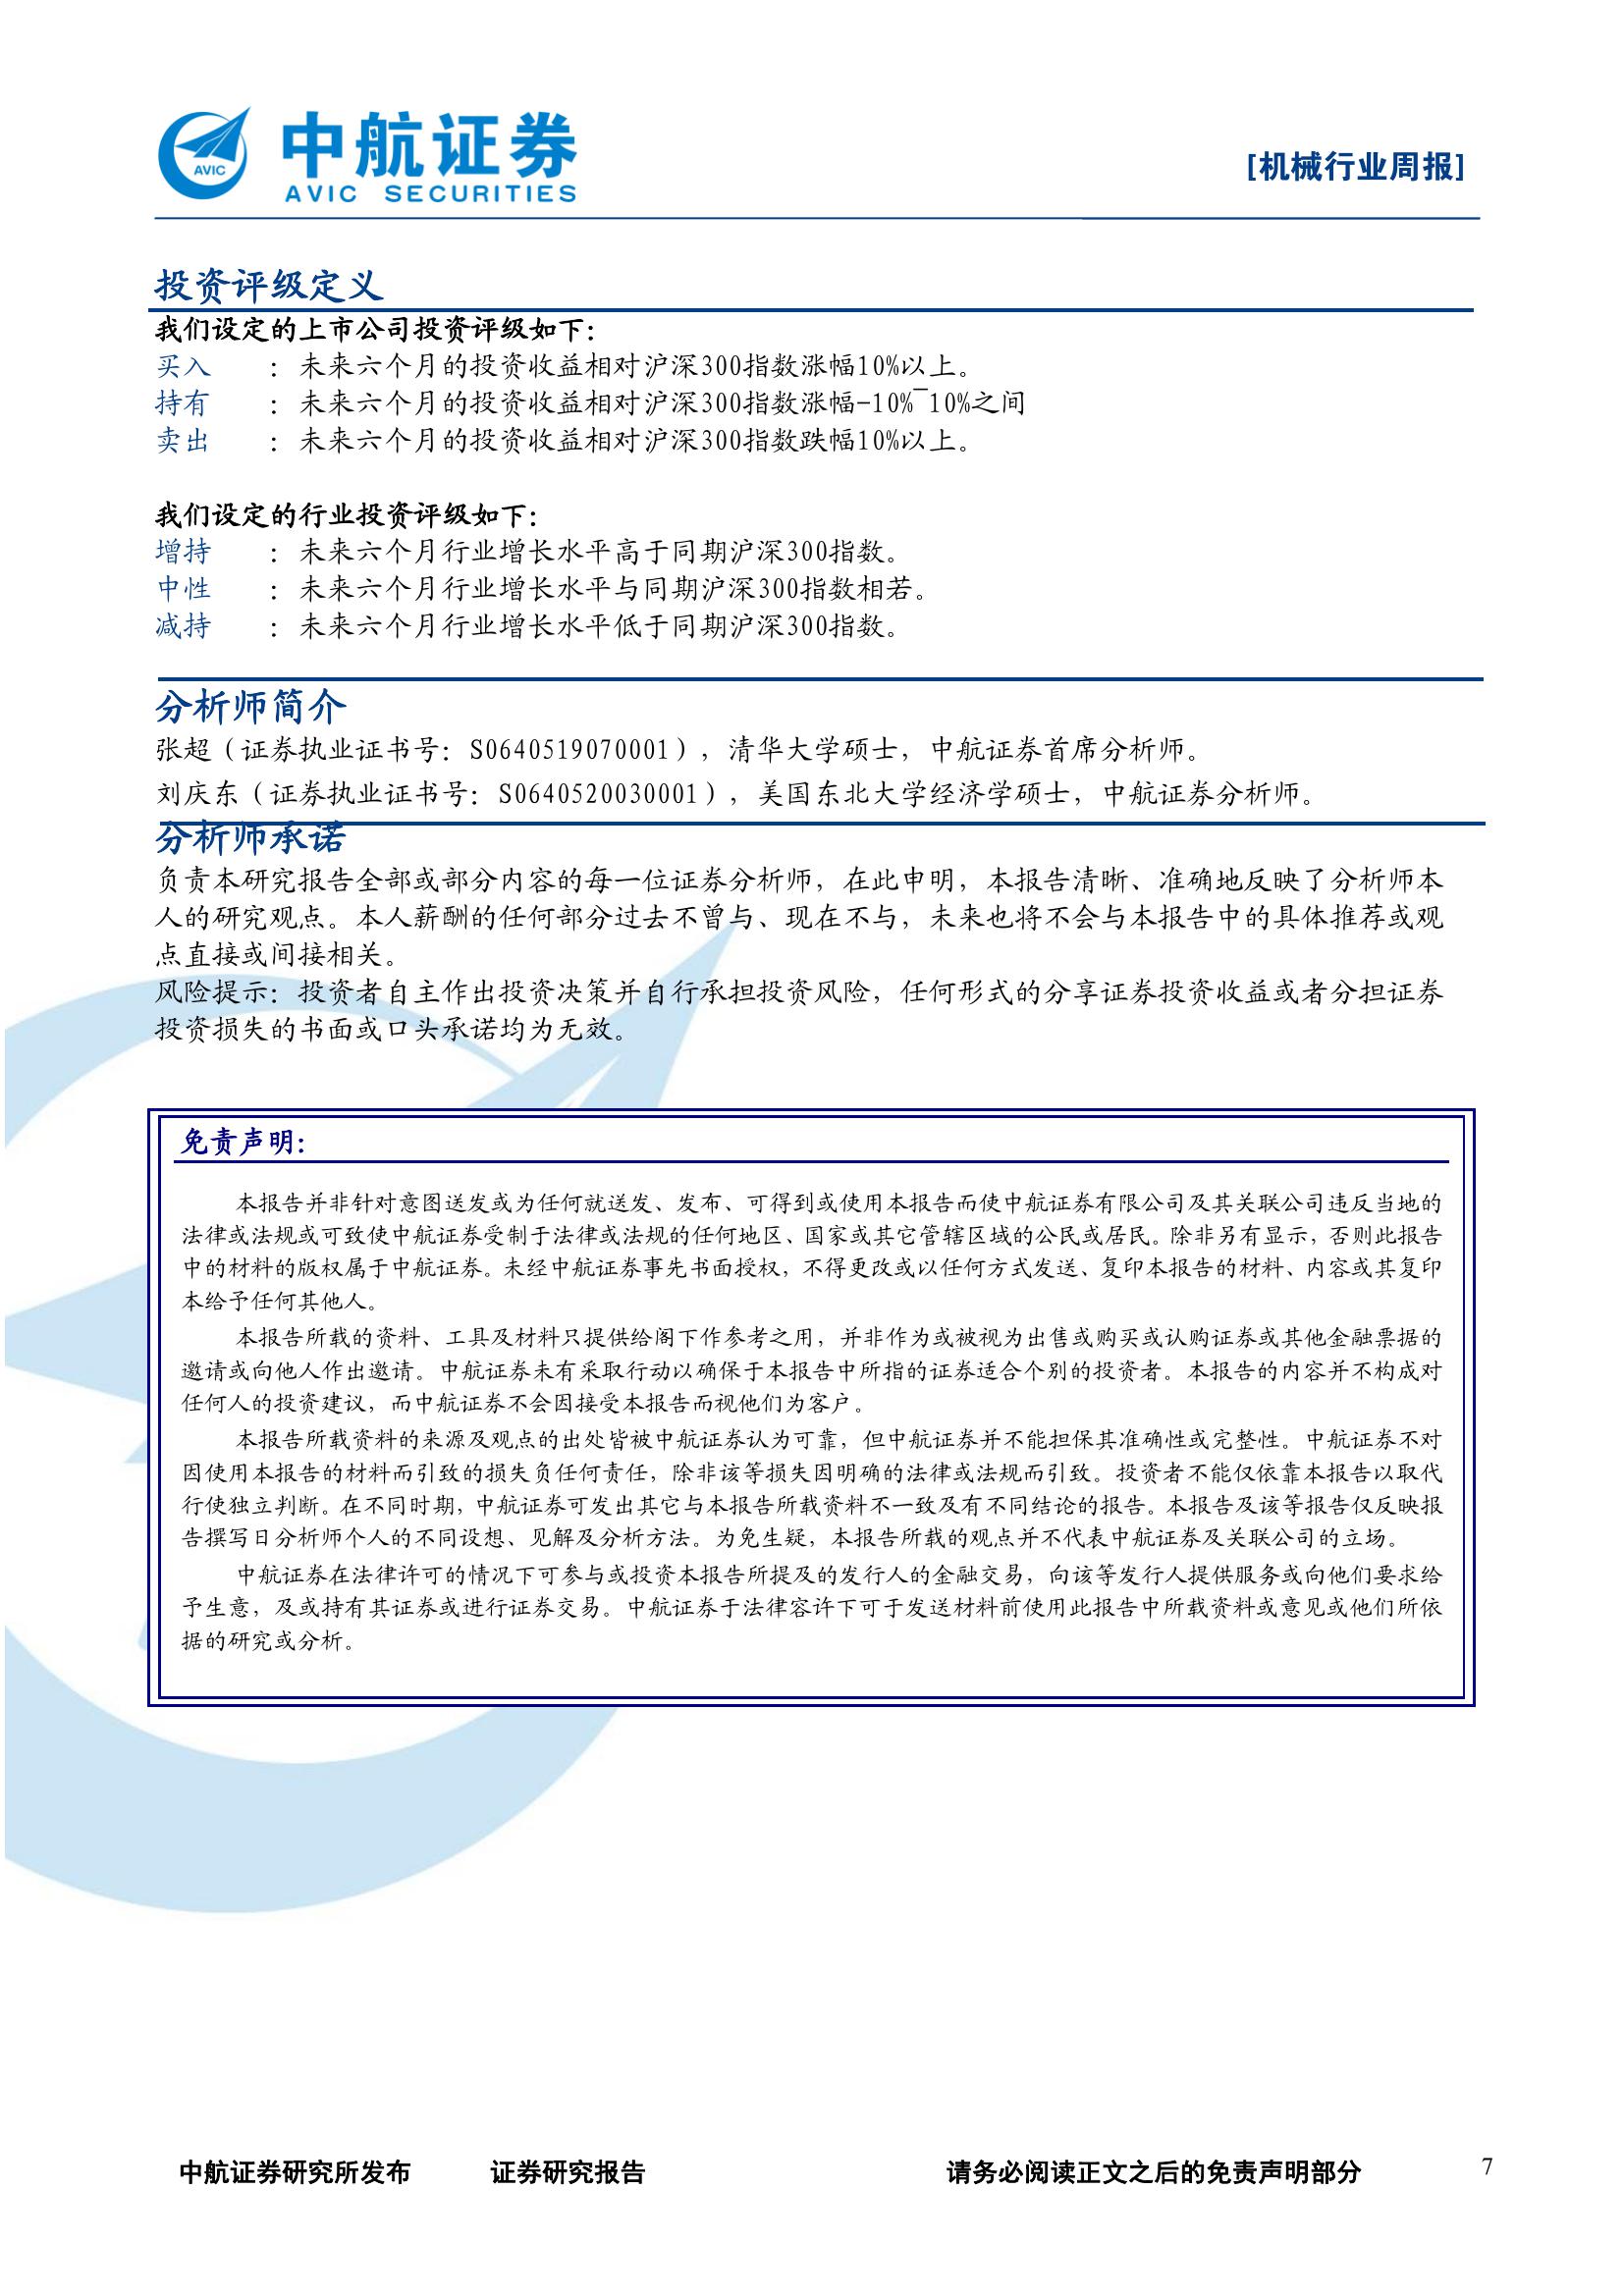 AVIC
中航证券
AVIC SECURITIES
[机械行业周报]
投资评级定义
我们设定的上市公司投资评级如下：
买入 ：未来六个月的投资收益相对沪深300指数涨幅10%以上。
持有 ：未来六个月的投资收益相对沪深300指数涨幅-10%~10%之间
卖出 ：未来六个月的投资收益相对沪深300指数跌幅10%以上。
我们设定的行业投资评级如下：
增持 ：未来六个月行业增长水平高于同期沪深300指数。
中性 ：未来六个月行业增长水平与同期沪深300指数相若。
减持 ：未来六个月行业增长水平低于同期沪深300指数。
分析师简介
张超（证券执业证书号：S0640519070001），清华大学硕士，中航证券首席分析师。
刘庆东（证券执业证书号：S0640520030001），美国东北大学经济学硕士，中航证券分析师。
分析师承诺
负责本研究报告全部或部分内容的每一位证券分析师，在此申明，本报告清晰、准确地反映了分析师本
人的研究观点。本人薪酬的任何部分过去不曾与、现在不与，未来也将不会与本报告中的具体推荐或观
点直接或间接相关。
风险提示：投资者自主作出投资决策并自行承担投资风险，任何形式的分享证券投资收益或者分担证券
投资损失的书面或口头承诺均为无效。
免责声明：
本报告并非针对意图送发或为任何就送发、发布、可得到或使用本报告而使中航证券有限公司及其关联公司违反当地的
法律或法规或可致使中航证券受制于法律或法规的任何地区、国家或其它管辖区域的公民或居民。除非另有显示，否则此报告
中的材料的版权属于中航证券。未经中航证券事先书面授权，不得更改或以任何方式发送、复印本报告的材料、内容或其复印
本给予任何其他人。
本报告所载的资料、工具及材料只提供给阁下作参考之用，并非作为或被视为出售或购买或认购证券或其他金融票据的
邀请或向他人作出邀请。中航证券未有采取行动以确保于本报告中所指的证券适合个别的投资者。本报告的内容并不构成对
任何人的投资建议，而中航证券不会因接受本报告而视他们为客户。
本报告所载资料的来源及观点的出处皆被中航证券认为可靠，但中航证券并不能担保其准确性或完整性。中航证券不对
因使用本报告的材料而引致的损失负任何责任，除非该等损失因明确的法律或法规而引致。投资者不能仅依靠本报告以取代
行使独立判断。在不同时期，中航证券可发出其它与本报告所载资料不一致及有不同结论的报告。本报告及该等报告仅反映报
告撰写日分析师个人的不同设想、见解及分析方法。为免生疑，本报告所载的观点并不代表中航证券及关联公司的立场。
中航证券在法律许可的情况下可参与或投资本报告所提及的发行人的金融交易，向该等发行人提供服务或向他们要求给
予生意，及或持有其证券或进行证券交易。中航证券于法律容许下可于发送材料前使用此报告中所载资料或意见或他们所依
据的研究或分析。
中航证券研究所发布 证券研究报告 请务必阅读正文之后的免责声明部分 7